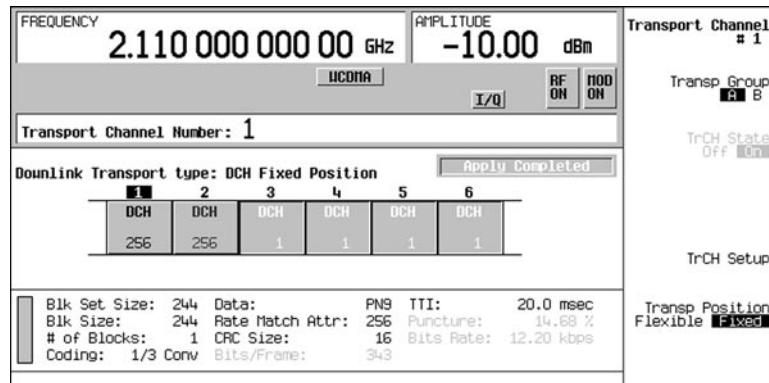 FREQUENCY
2.110 000 000 00 GHz
AMPLITUDE
-10.00 dBm
WCDMA
I/Q
RF ON
MOD ON
Transport Channel Number: 1
Downlink Transport type: DCH Fixed Position
Apply Completed
1 2 3 4 5 6
DCH DCH DCH DCH DCH DCH
256 256 1 1 1 1
Blk Set Size: 244 Data: PN9 TTI: 20.0 msec
Blk Size: 244 Rate Match Attr: 256 Puncture: 14.68 %
# of Blocks: 1 CRC Size: 16 Bits Rate: 12.20 kbps
Coding: 1/3 Conv Bits/Frame: 343
Transport Channel
# 1
Transp Group
A B
TrCH State
Off On
TrCH Setup
Transp Position
Flexible Fixed